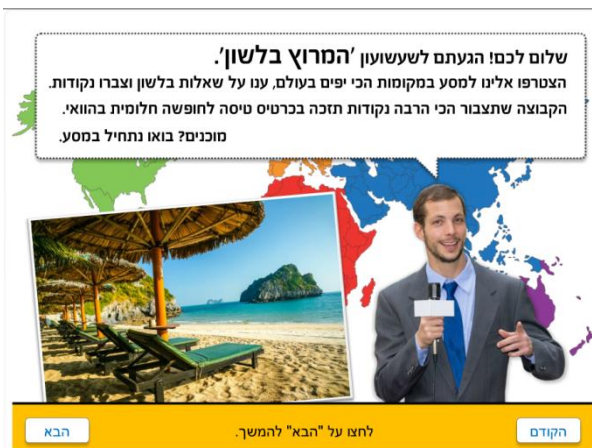 שלום לכם! הגעתם לשעשועון 'המרוץ בלשון'.
הצטרפו אלינו למסע במקומות הכי יפים בעולם, ענו על שאלות בלשון וצברו נקודות.
הקבוצה שתצבור הכי הרבה נקודות תזכה בכרטיס טיסה לחופשה חלומית בהוואי.
מוכנים? בואו נתחיל במסע.
הקודם
לחצו על "הבא" להמשך.
הבא